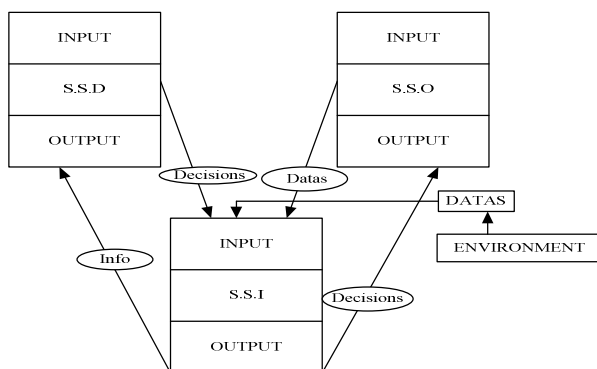 INPUT
S.S.D
OUTPUT
INPUT
S.S.O
OUTPUT
Decisions
Datas
DATAS
ENVIRONMENT
Info
INPUT
S.S.I
OUTPUT
Decisions